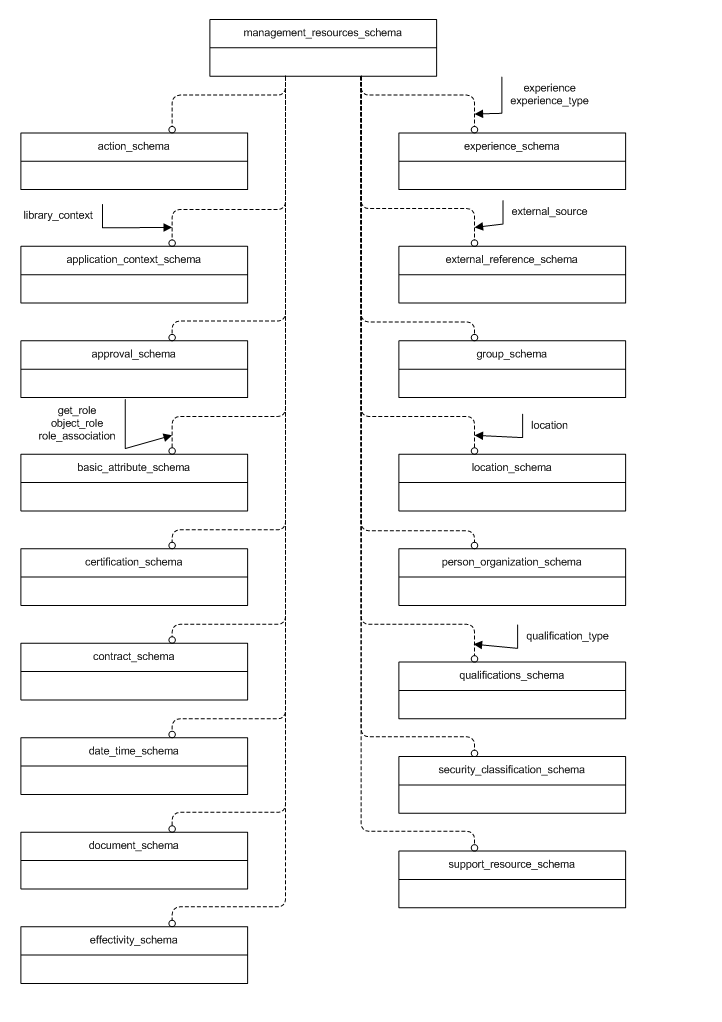 management_resources_schema
experience
experience_type
action_schema
experience_schema
library_context
external_source
application_context_schema
external_reference_schema
approval_schema
group_schema
get_role
object_role
role_association
location
basic_attribute_schema
location_schema
certification_schema
person_organization_schema
qualification_type
contract_schema
qualifications_schema
date_time_schema
security_classification_schema
document_schema
support_resource_schema
effectivity_schema